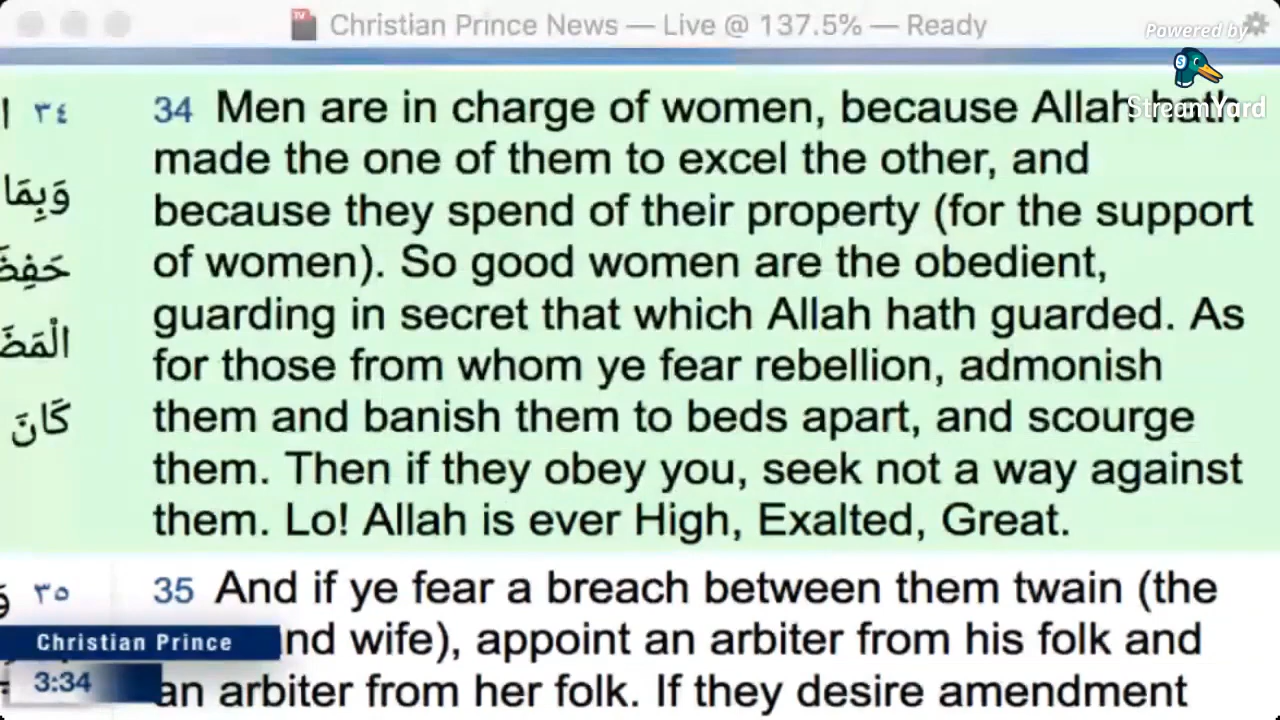 Christian Prince News — Live @ 137.5% — Ready
Powered by
StreamYard
٣٤
34 Men are in charge of women, because Allah hath
made the one of them to excel the other, and
وَبِمَا
because they spend of their property (for the support
of women). So good women are the obedient,
guarding in secret that which Allah hath guarded. As
for those from whom ye fear rebellion, admonish
them and banish them to beds apart, and scourge
كَانَ
them. Then if they obey you, seek not a way against
them. Lo! Allah is ever High, Exalted, Great.
٣٥
35 And if ye fear a breach between them twain (the
nd wife), appoint an arbiter from his folk and
an arbiter from her folk. If they desire amendment
Christian Prince
3:34